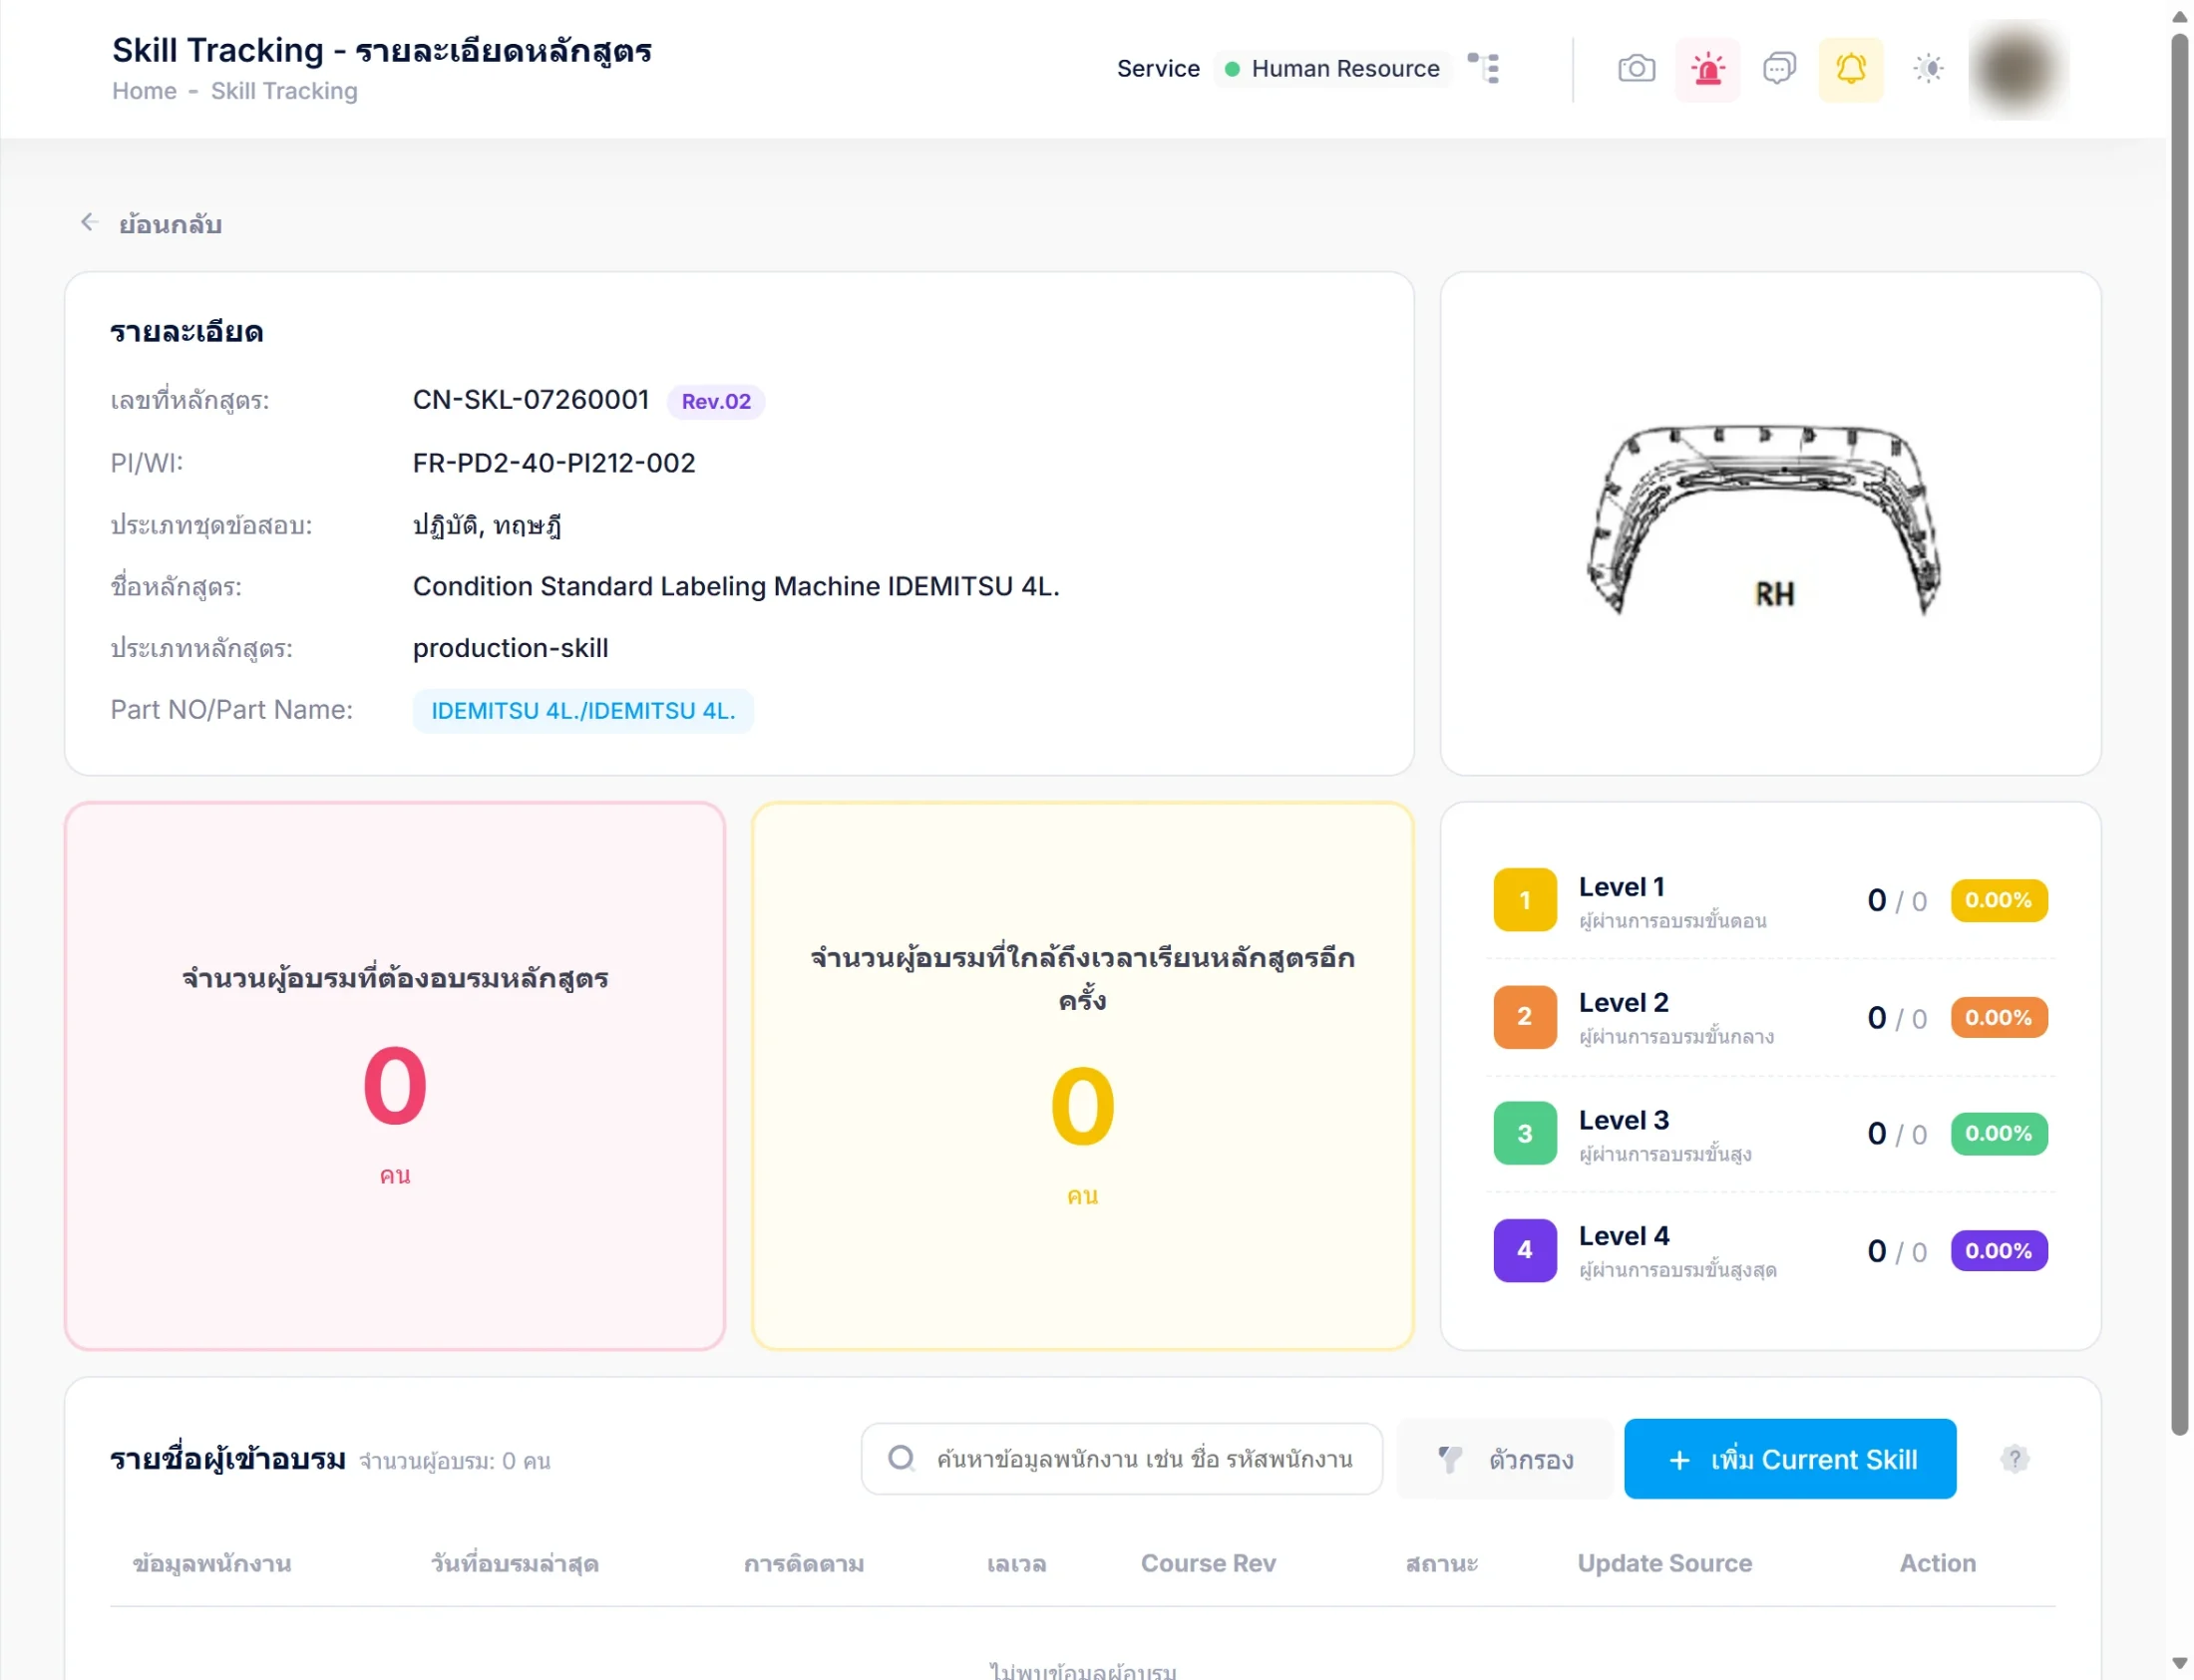 Skill Tracking - รายละเอียดหลักสูตร
Home - Skill Tracking
Service Human Resource
ย้อนกลับ
รายละเอียด
เลขที่หลักสูตร: CN-SKL-07260001 Rev.02
PI/WI: FR-PD2-40-PI212-002
ประเภทชุดข้อสอบ: ปฏิบัติ, ทฤษฎี
ชื่อหลักสูตร: Condition Standard Labeling Machine IDEMITSU 4L.
ประเภทหลักสูตร: production-skill
Part NO/Part Name: IDEMITSU 4L./IDEMITSU 4L.
RH
จำนวนผู้อบรมที่ต้องอบรมหลักสูตร
0
คน
จำนวนผู้อบรมที่ใกล้ถึงเวลาเรียนหลักสูตรอีก
ครั้ง
0
คน
1 Level 1 0 / 0 0.00%
ผู้ผ่านการอบรมขั้นตอน
2 Level 2 0 / 0 0.00%
ผู้ผ่านการอบรมขั้นกลาง
3 Level 3 0 / 0 0.00%
ผู้ผ่านการอบรมขั้นสูง
4 Level 4 0 / 0 0.00%
ผู้ผ่านการอบรมขั้นสูงสุด
รายชื่อผู้เข้าอบรม จำนวนผู้อบรม: 0 คน
ค้นหาข้อมูลพนักงาน เช่น ชื่อ รหัสพนักงาน
ตัวกรอง
+ เพิ่ม Current Skill
?
ข้อมูลพนักงาน วันที่อบรมล่าสุด การติดตาม เลเวล Course Rev สถานะ Update Source Action
ไม่พบข้อมูลผู้อบรม